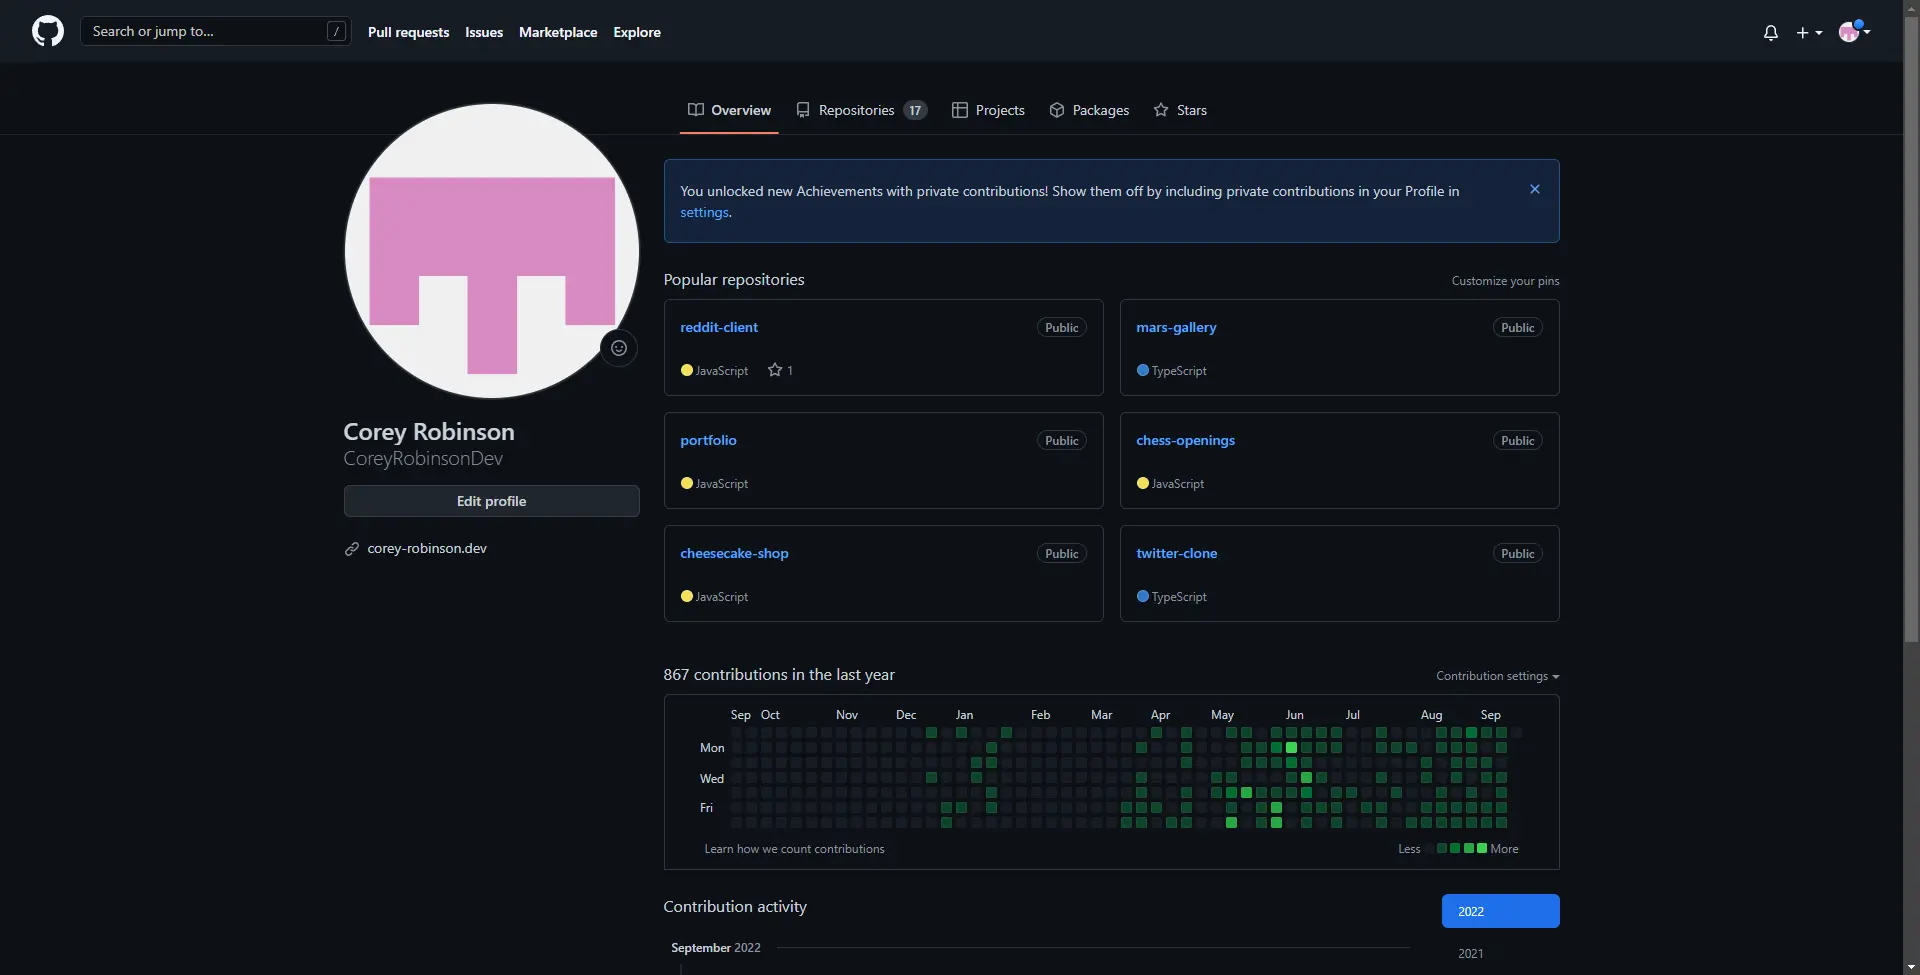 Search or jump to...
/
Pull requests
Issues
Marketplace
Explore
Overview
Repositories 17
Projects
Packages
Stars
You unlocked new Achievements with private contributions! Show them off by including private contributions in your Profile in
settings.
Corey Robinson
CoreyRobinsonDev
Edit profile
corey-robinson.dev
Popular repositories
Customize your pins
reddit-client
Public
JavaScript
1
mars-gallery
Public
TypeScript
portfolio
Public
JavaScript
chess-openings
Public
JavaScript
cheesecake-shop
Public
JavaScript
twitter-clone
Public
TypeScript
867 contributions in the last year
Contribution settings
Sep Oct Nov Dec Jan Feb Mar Apr May Jun Jul Aug Sep
Mon
Wed
Fri
Learn how we count contributions
Less
More
Contribution activity
2022
September 2022
2021